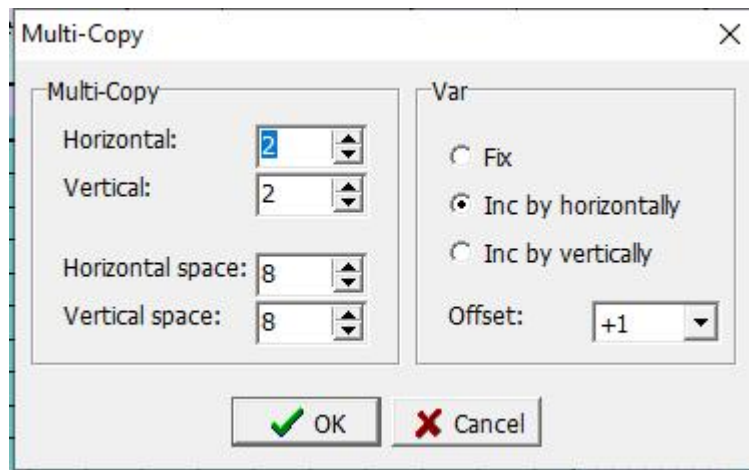 Multi-Copy
Multi-Copy
Horizontal: 2
Vertical: 2
Horizontal space: 8
Vertical space: 8
Var
Fix
Inc by horizontally
Inc by vertically
Offset: +1
OK
Cancel